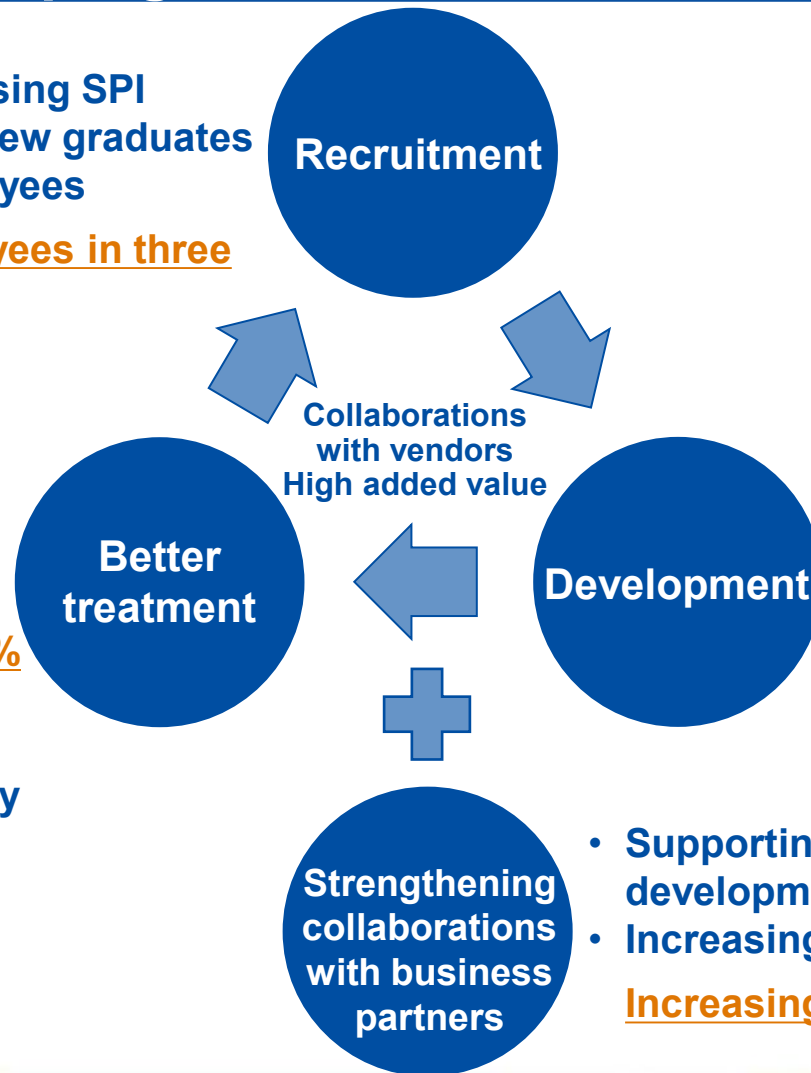 sing SPI
ew graduates
yees
yees in three
Recruitment
Collaborations
with vendors
High added value
Better
treatment
Development
%
y
Strengthening
collaborations
with business
partners
• Supportin
developm
• Increasing
Increasing